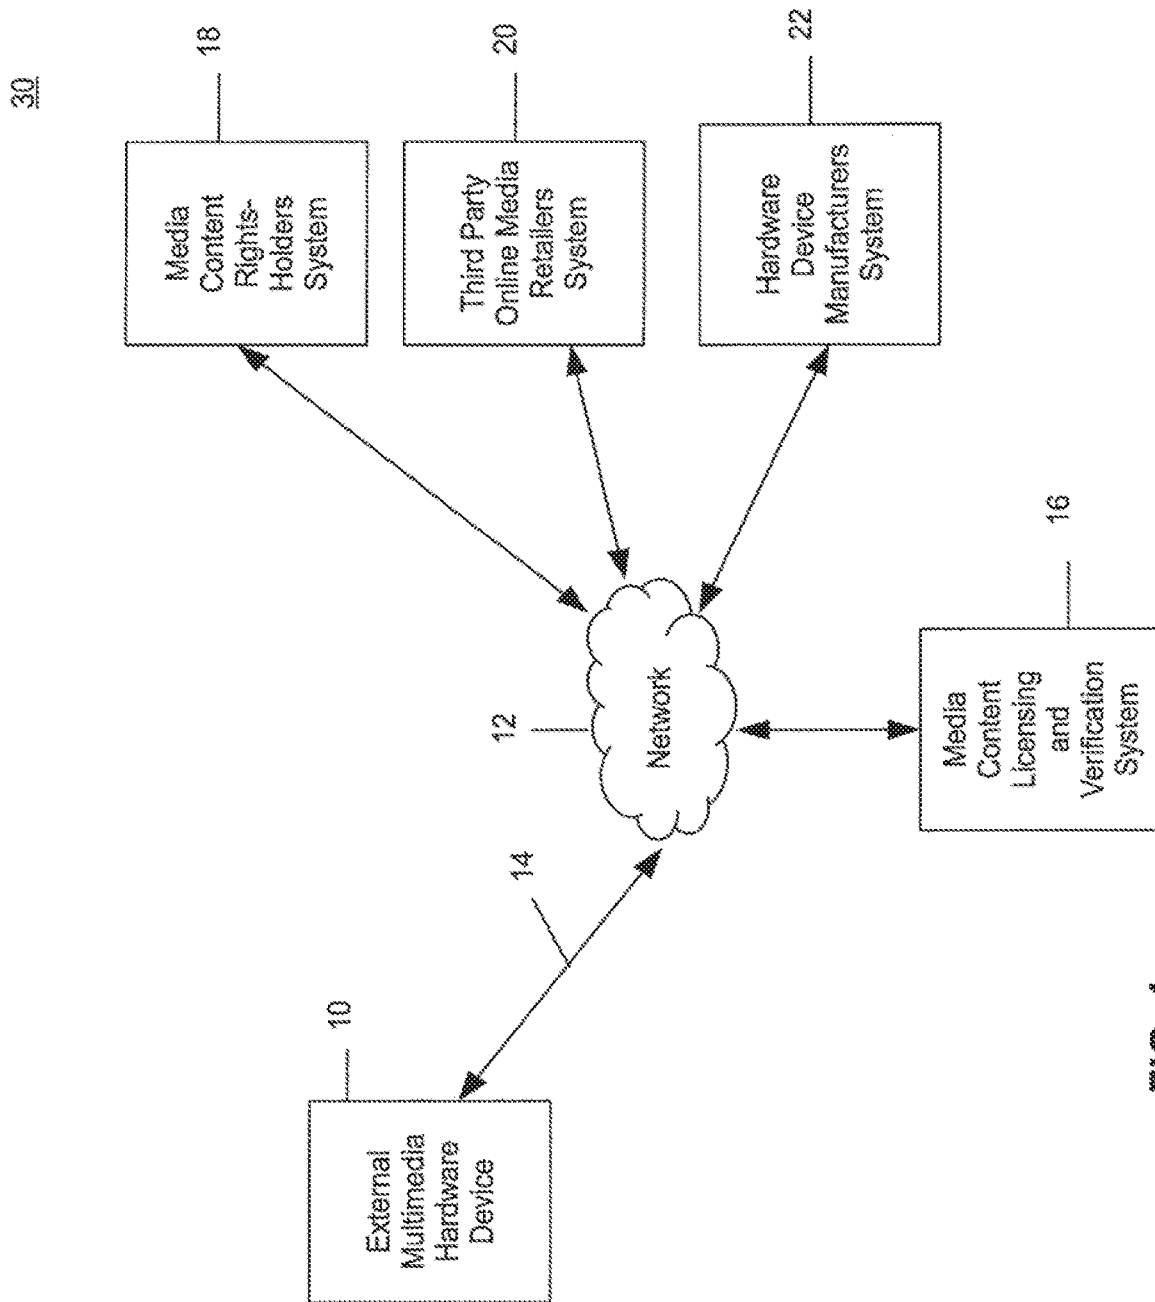 30
18
Media
Content
Rights-
Holders
System
20
Third Party
Online Media
Retailers
System
22
Hardware
Device
Manufacturers
System
12
Network
14
16
Media
Content
Licensing
and
Verification
System
10
External
Multimedia
Hardware
Device